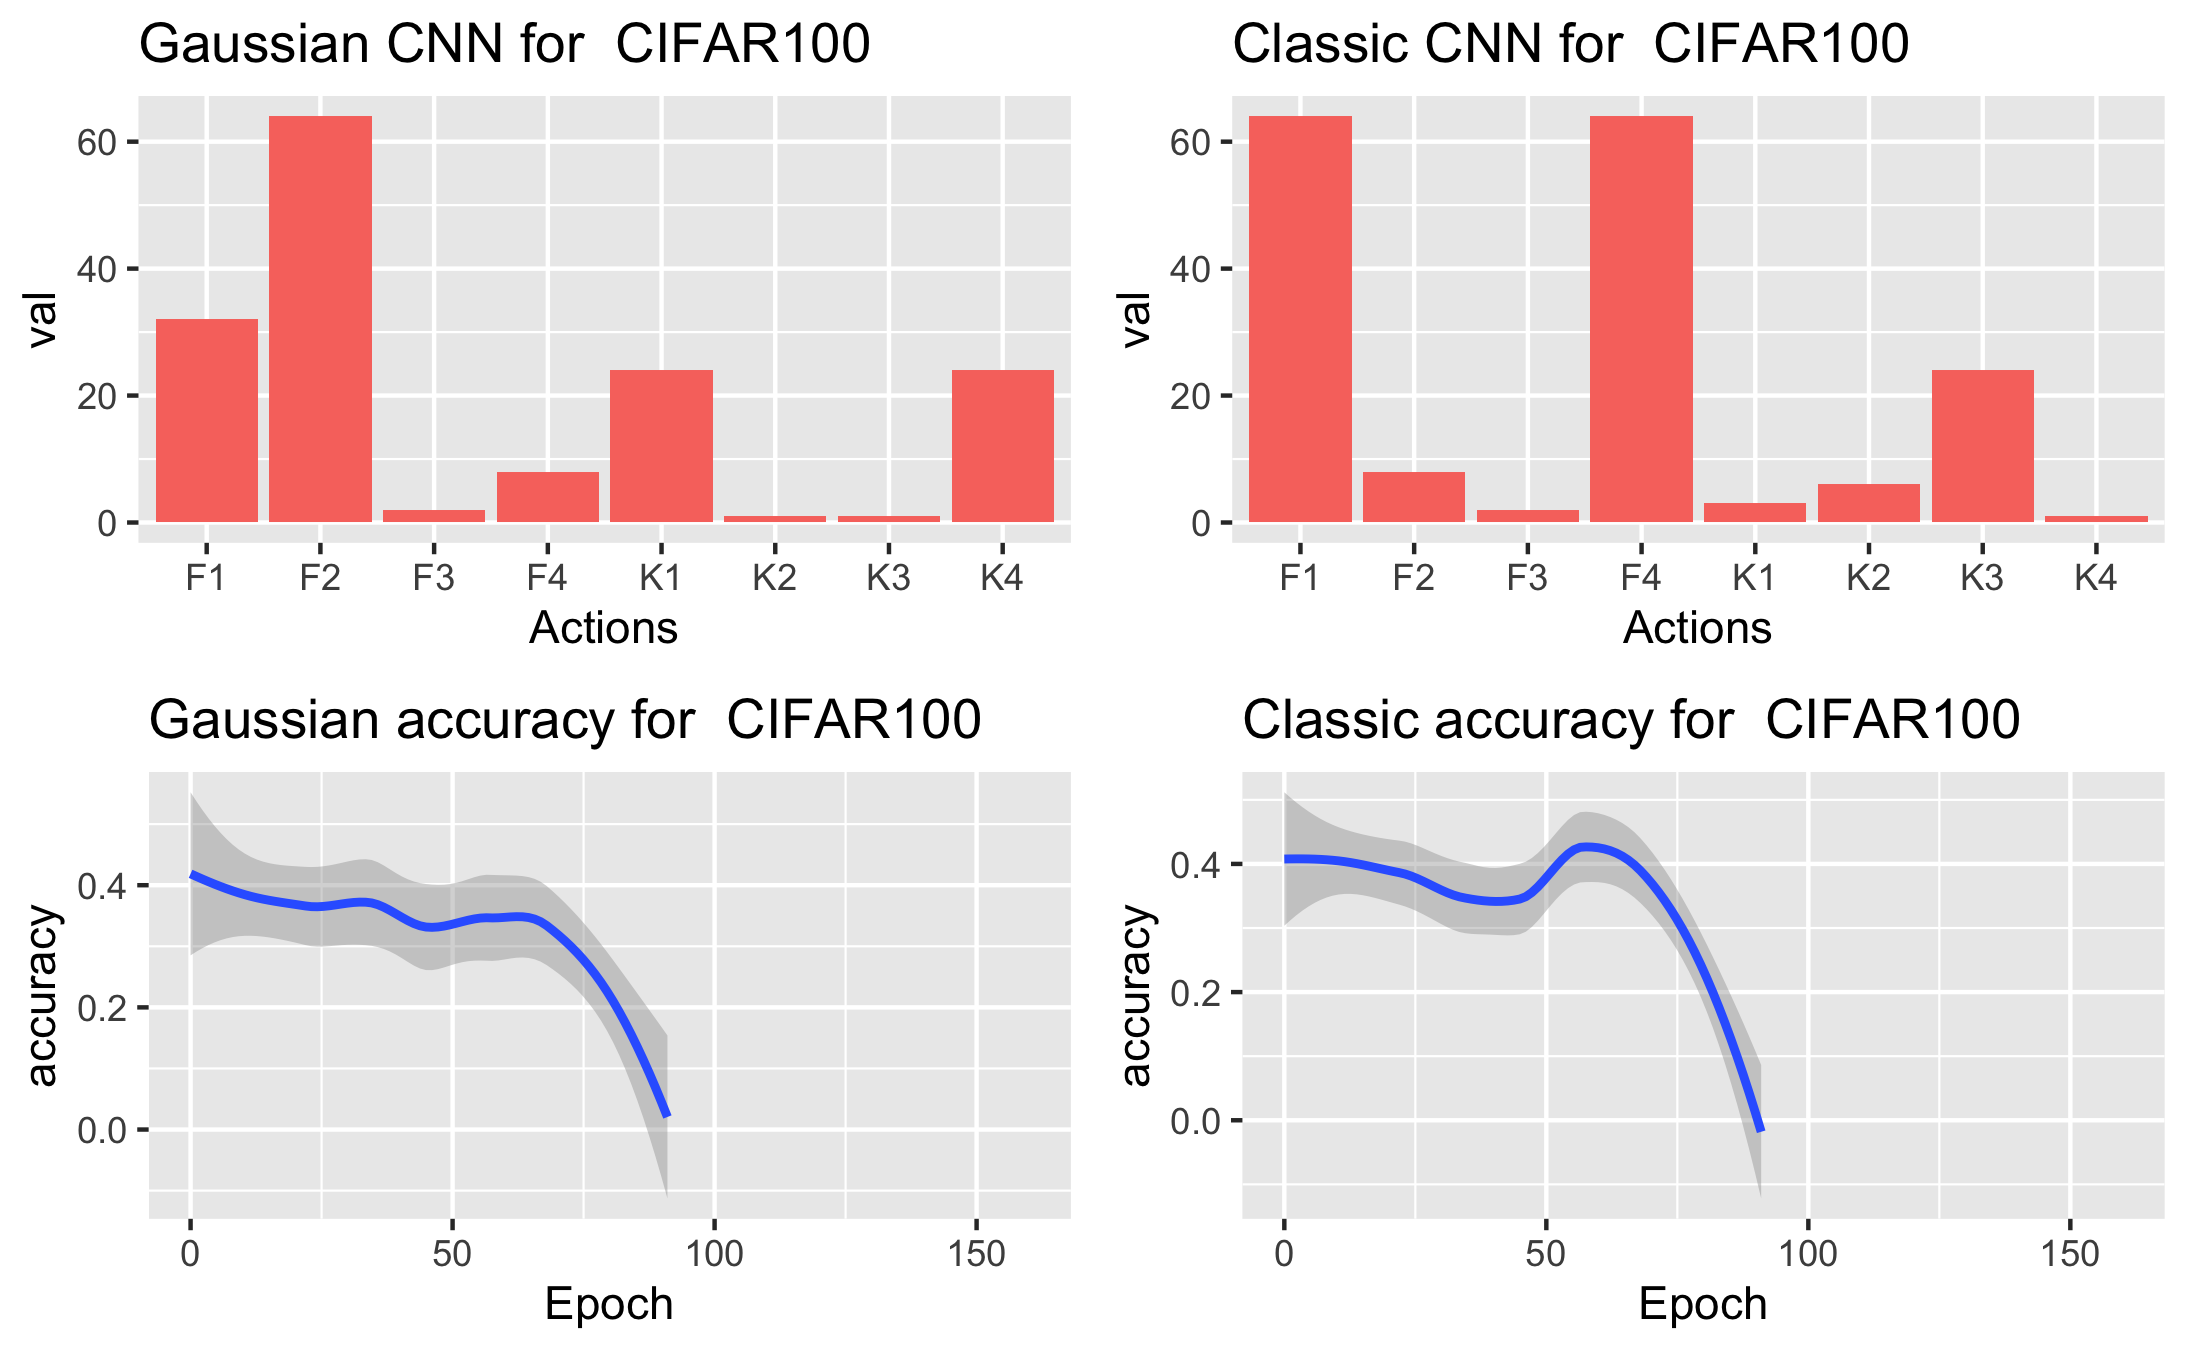 Gaussian CNN for  CIFAR100
60
40
20
0
val
F1 F2 F3 F4 K1 K2 K3 K4
Actions
Classic CNN for  CIFAR100
60
40
20
0
val
F1 F2 F3 F4 K1 K2 K3 K4
Actions
Gaussian accuracy for  CIFAR100
0.4
0.2
0.0
accuracy
0 50 100 150
Epoch
Classic accuracy for  CIFAR100
0.4
0.2
0.0
accuracy
0 50 100 150
Epoch